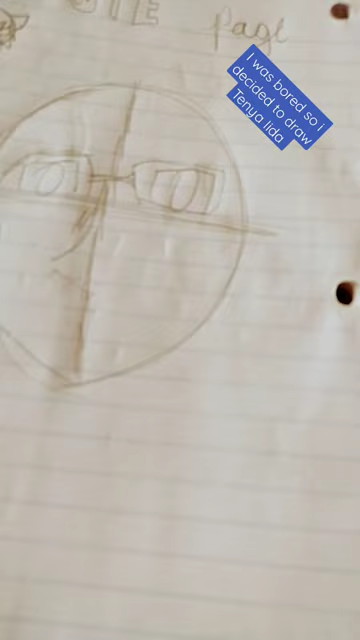 page
I was bored so i
decided to draw
Tenya Iida